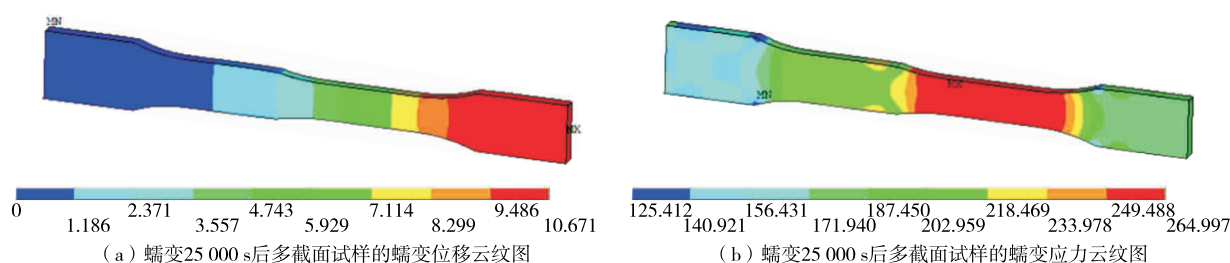 MN
MX
0 2.371 4.743 7.114 9.486
1.186 3.557 5.929 8.299 10.671
(a)蠕变25 000 s后多截面试样的蠕变位移云纹图
MN
MX
125.412 156.431 187.450 218.469 249.488
140.921 171.940 202.959 233.978 264.997
(b)蠕变25 000 s后多截面试样的蠕变应力云纹图